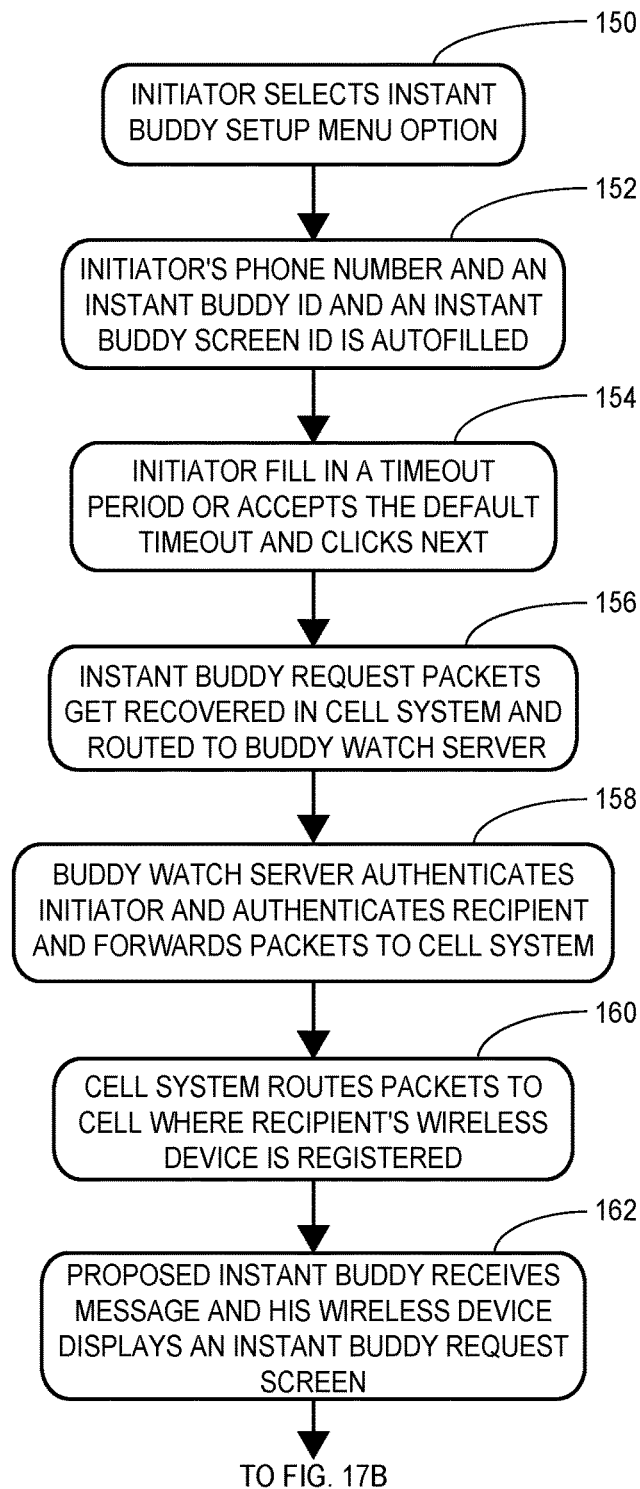 150
INITIATOR SELECTS INSTANT
BUDDY SETUP MENU OPTION
152
INITIATOR'S PHONE NUMBER AND AN
INSTANT BUDDY ID AND AN INSTANT
BUDDY SCREEN ID IS AUTOFILLED
154
INITIATOR FILL IN A TIMEOUT
PERIOD OR ACCEPTS THE DEFAULT
TIMEOUT AND CLICKS NEXT
156
INSTANT BUDDY REQUEST PACKETS
GET RECOVERED IN CELL SYSTEM AND
ROUTED TO BUDDY WATCH SERVER
158
BUDDY WATCH SERVER AUTHENTICATES
INITIATOR AND AUTHENTICATES RECIPIENT
AND FORWARDS PACKETS TO CELL SYSTEM
160
CELL SYSTEM ROUTES PACKETS TO
CELL WHERE RECIPIENT'S WIRELESS
DEVICE IS REGISTERED
162
PROPOSED INSTANT BUDDY RECEIVES
MESSAGE AND HIS WIRELESS DEVICE
DISPLAYS AN INSTANT BUDDY REQUEST
SCREEN
TO FIG. 17B